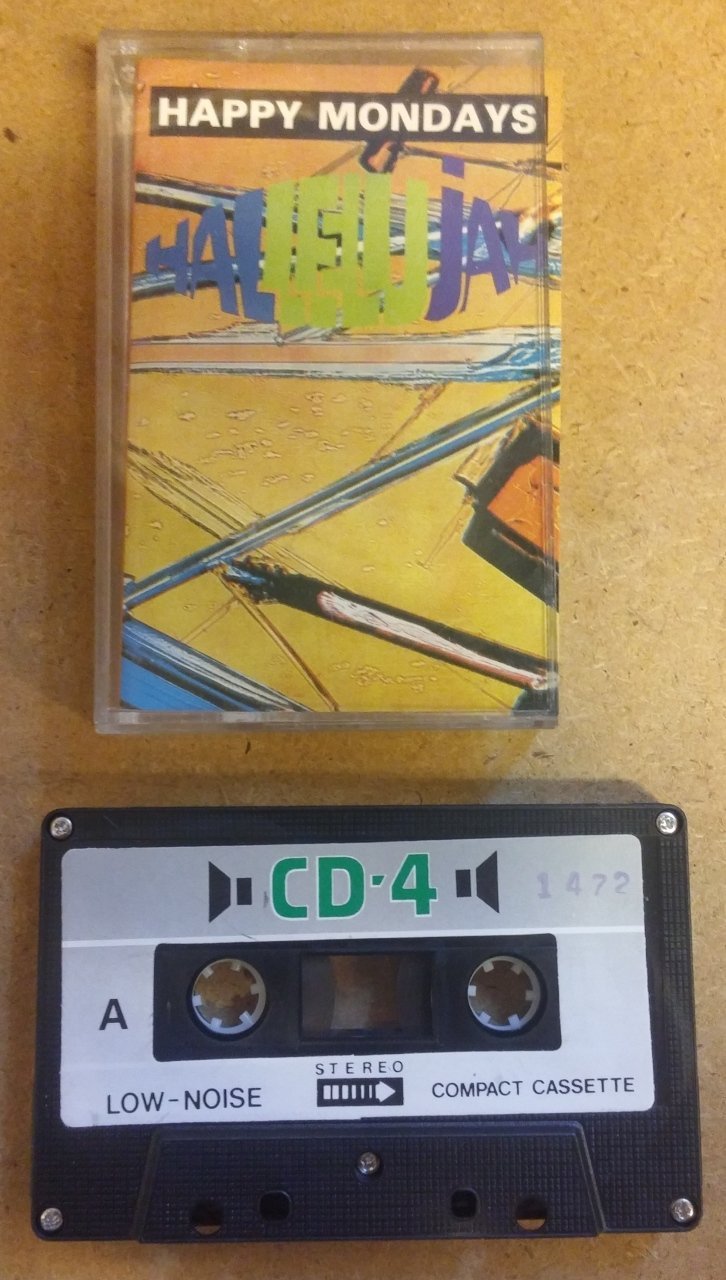 HAPPY MONDAYS
HALLELUJAH
CD-4
1472
A
STEREO
LOW-NOISE
COMPACT CASSETTE